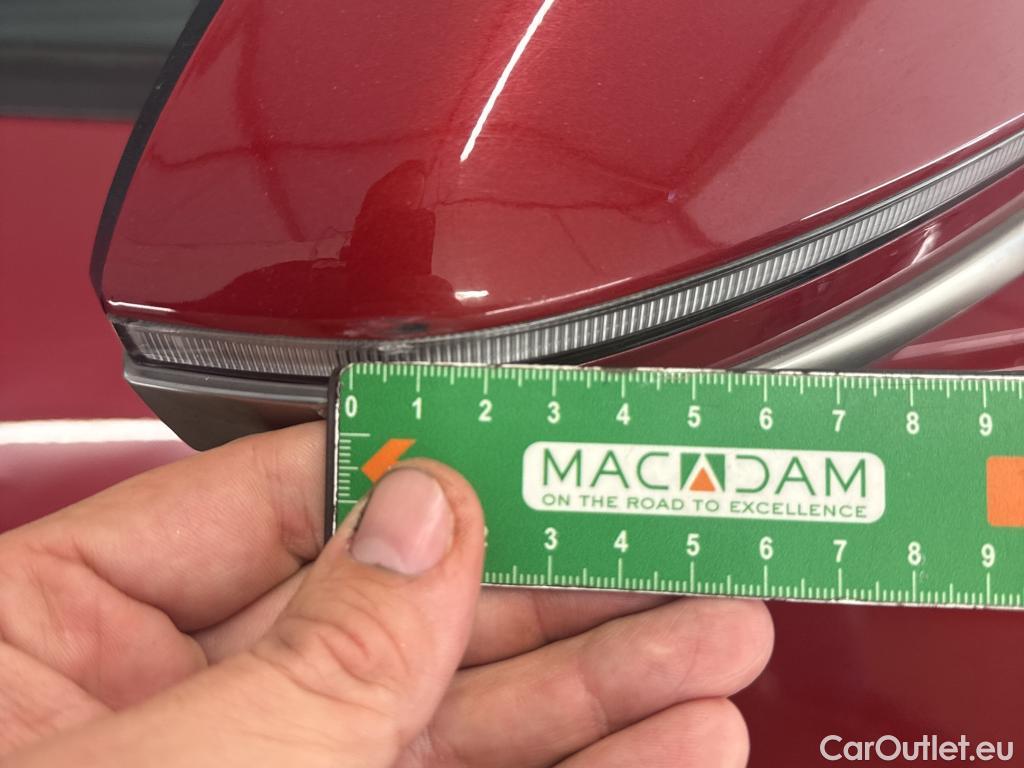 0 1 2 3 4 5 6 7 8 9
MACADAM
ON THE ROAD TO EXCELLENCE
3 4 5 6 7 8 9
CarOutlet.eu